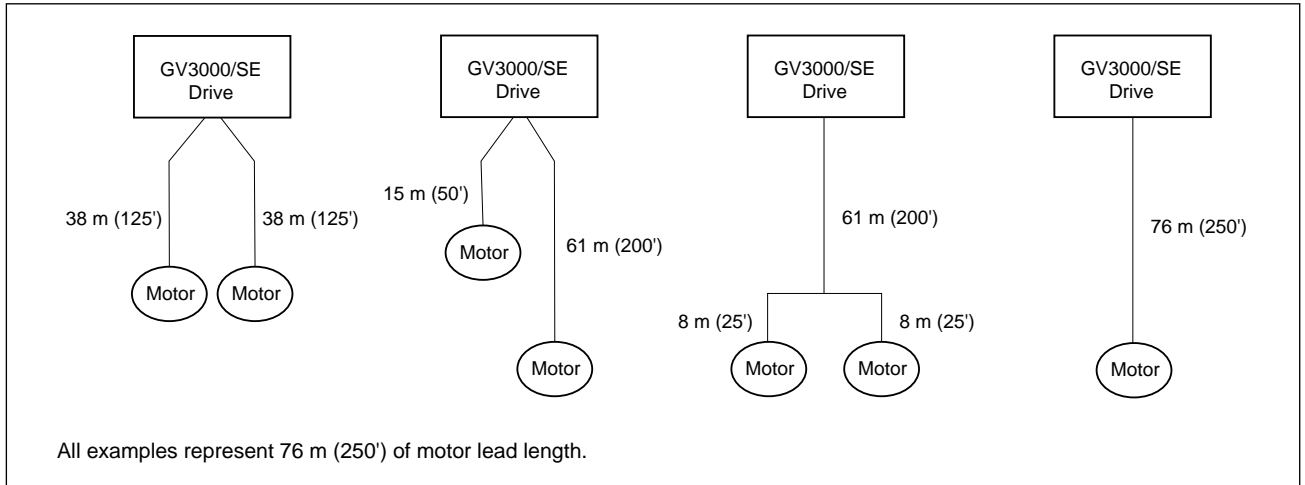 GV3000/SE
Drive
38 m (125')
38 m (125')
Motor
Motor
GV3000/SE
Drive
15 m (50')
Motor
61 m (200')
Motor
GV3000/SE
Drive
61 m (200')
8 m (25')
8 m (25')
Motor
Motor
GV3000/SE
Drive
76 m (250')
Motor
All examples represent 76 m (250') of motor lead length.